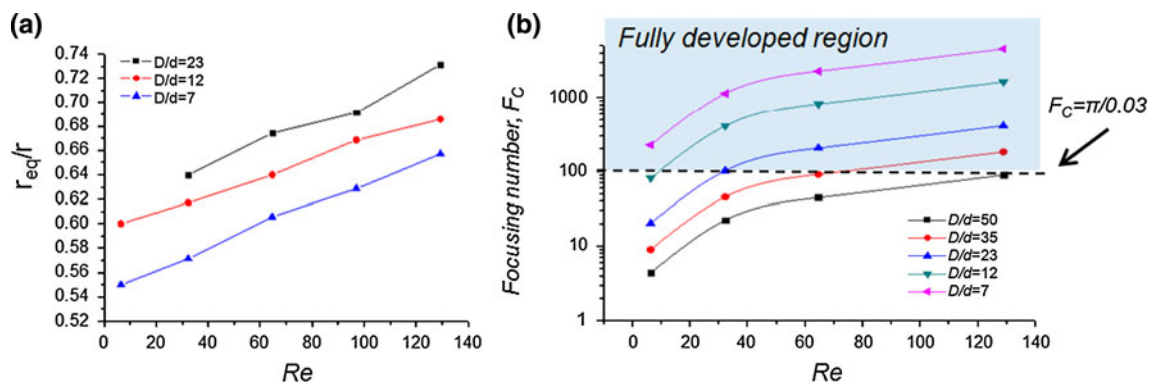 (a)
0.74
0.72
0.70
0.68
0.66
0.64
0.62
0.60
0.58
0.56
0.54
0.52
r_eq/r
D/d=23
D/d=12
D/d=7
0 20 40 60 80 100 120 140
Re
(b)
Fully developed region
Focusing number, F_C
1000
100
10
1
F_C=π/0.03
D/d=50
D/d=35
D/d=23
D/d=12
D/d=7
0 20 40 60 80 100 120 140
Re